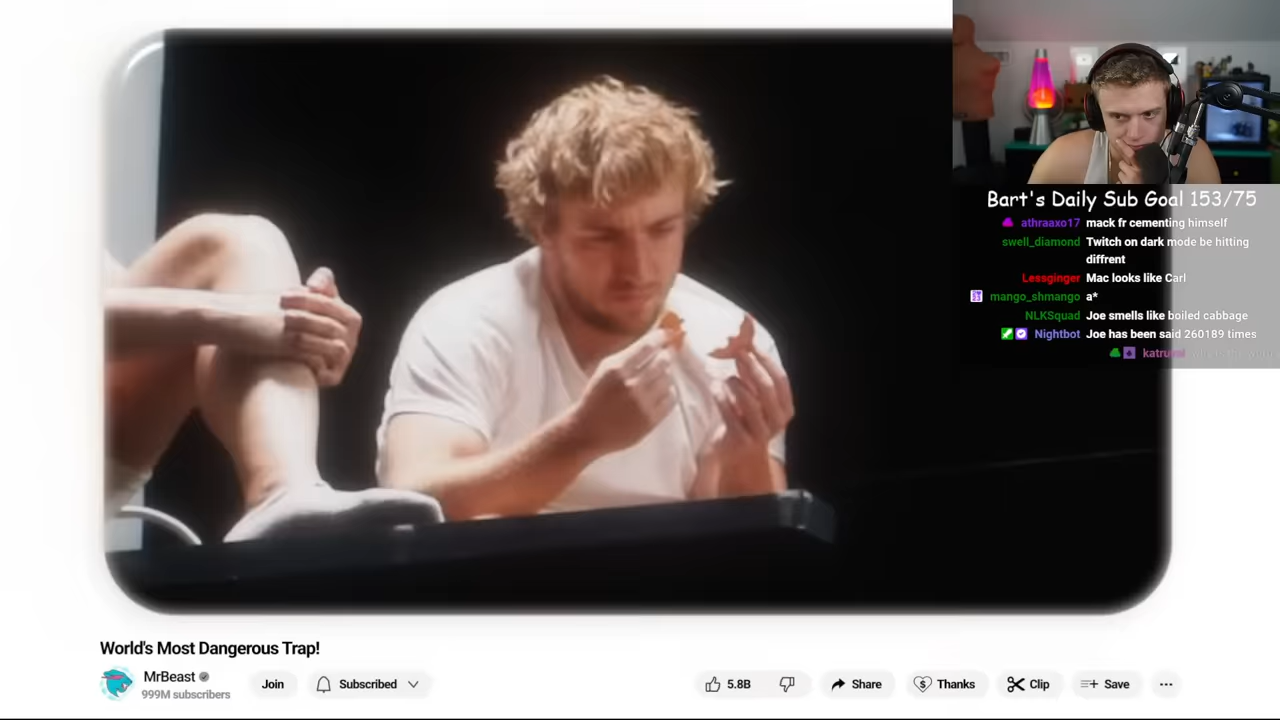 Bart's Daily Sub Goal 153/75
athraaxo17 mack fr cementing himself
swell_diamond Twitch on dark mode be hitting
diffrent
Lessginger Mac looks like Carl
mango_shmango a*
NLKSquad Joe smells like boiled cabbage
Nightbot Joe has been said 260189 times
World's Most Dangerous Trap!
MrBeast
999M subscribers
Join
Subscribed
5.8B
Share
Thanks
Clip
Save